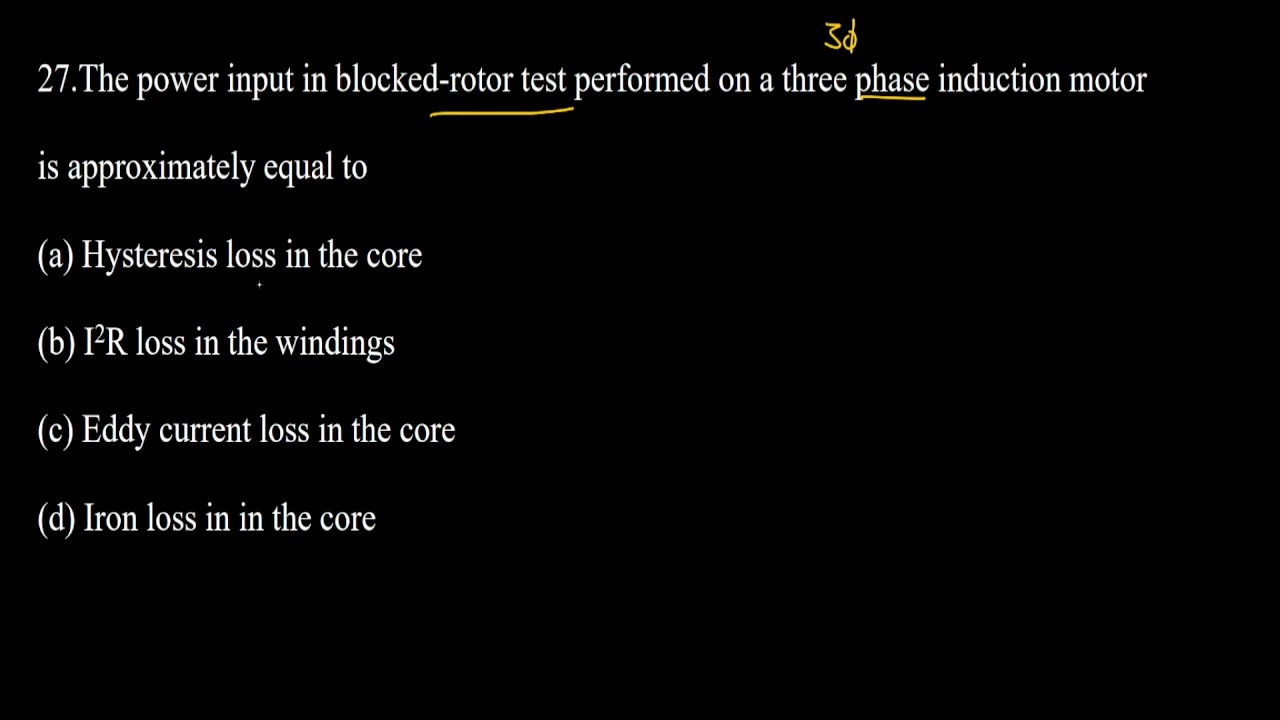 3ϕ
27.The power input in blocked-rotor test performed on a three phase induction motor
is approximately equal to
(a) Hysteresis loss in the core
(b) I²R loss in the windings
(c) Eddy current loss in the core
(d) Iron loss in in the core